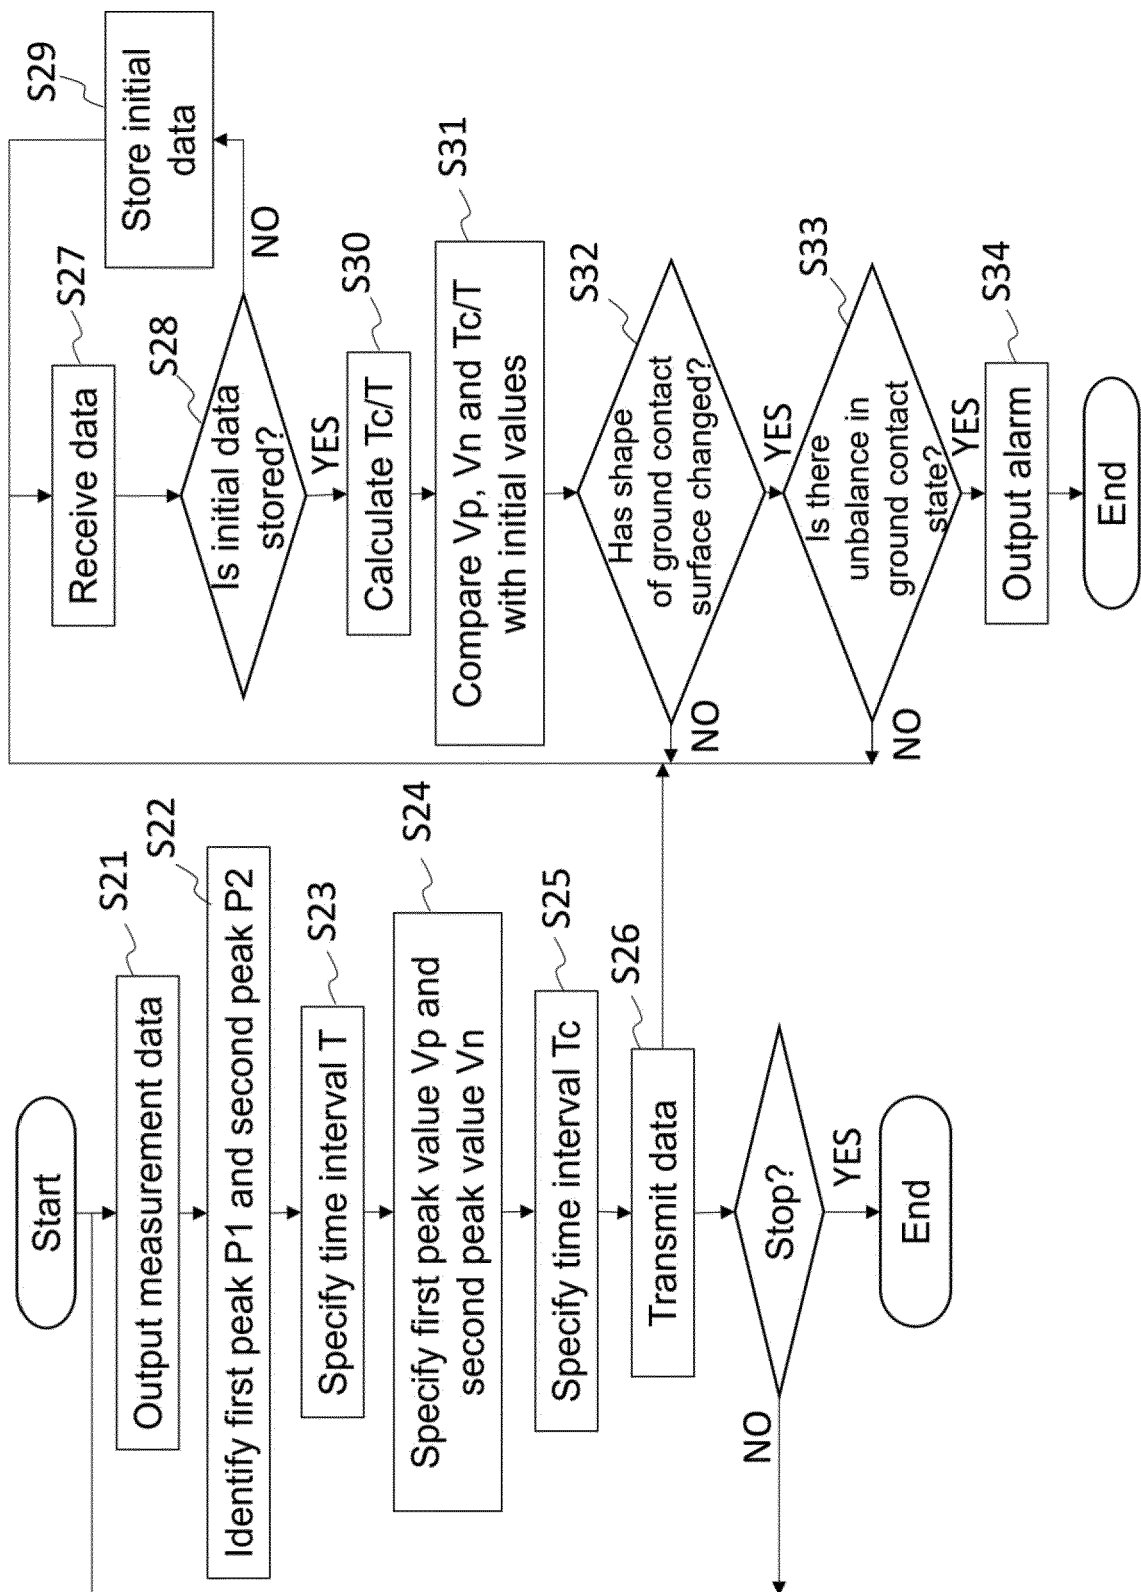 Start
S21
Output measurement data
S22
Identify first peak P1 and second peak P2
S23
Specify time interval T
S24
Specify first peak value Vp and
second peak value Vn
S25
Specify time interval Tc
S26
Transmit data
Stop?
NO
YES
End
S27
Receive data
S28
Is initial data
stored?
NO
YES
S29
Store initial
data
S30
Calculate Tc/T
S31
Compare Vp, Vn and Tc/T
with initial values
S32
Has shape
of ground contact
surface changed?
NO
YES
S33
Is there
unbalance in
ground contact
state?
NO
YES
S34
Output alarm
End